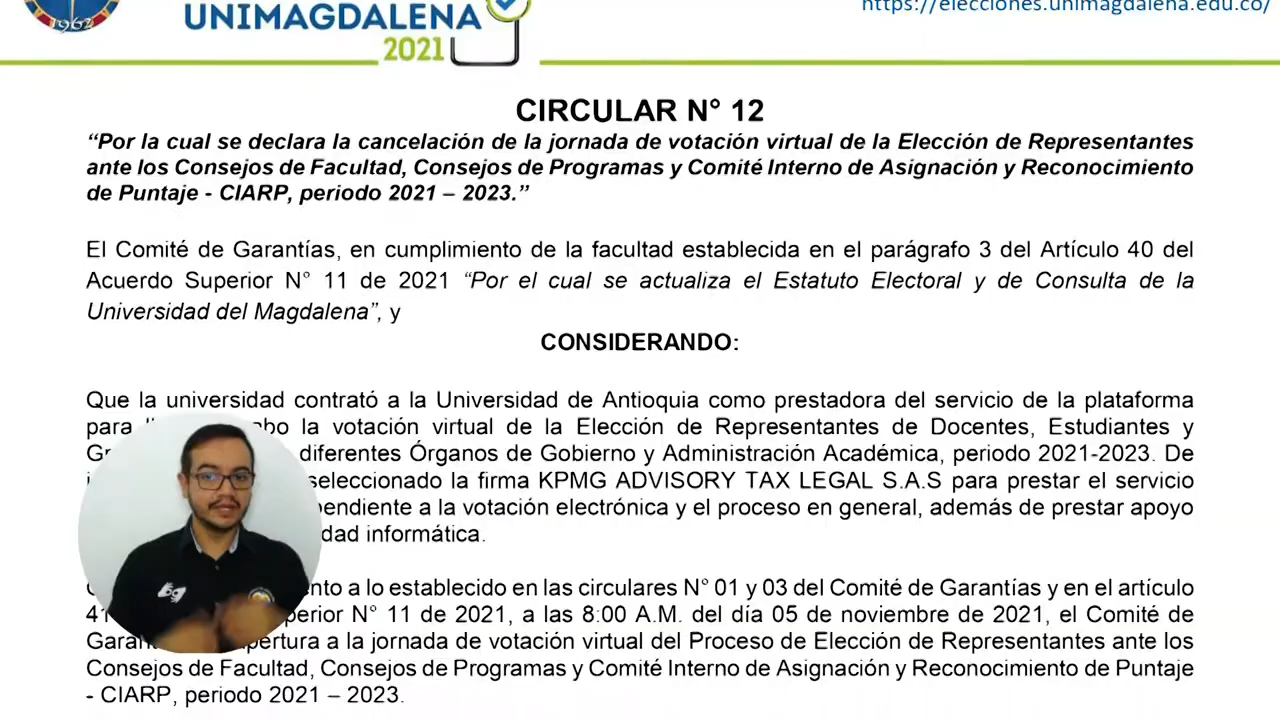 1962
UNIMAGDALENA
2021
https://elecciones.unimagdalena.edu.co/
CIRCULAR N° 12
“Por la cual se declara la cancelación de la jornada de votación virtual de la Elección de Representantes
ante los Consejos de Facultad, Consejos de Programas y Comité Interno de Asignación y Reconocimiento
de Puntaje - CIARP, periodo 2021 – 2023.”
El Comité de Garantías, en cumplimiento de la facultad establecida en el parágrafo 3 del Artículo 40 del
Acuerdo Superior N° 11 de 2021 “Por el cual se actualiza el Estatuto Electoral y de Consulta de la
Universidad del Magdalena”, y
CONSIDERANDO:
Que la universidad contrató a la Universidad de Antioquia como prestadora del servicio de la plataforma
para la votación virtual de la Elección de Representantes de Docentes, Estudiantes y
diferentes Órganos de Gobierno y Administración Académica, periodo 2021-2023. De
seleccionado la firma KPMG ADVISORY TAX LEGAL S.A.S para prestar el servicio
pendiente a la votación electrónica y el proceso en general, además de prestar apoyo
dad informática.
nto a lo establecido en las circulares N° 01 y 03 del Comité de Garantías y en el artículo
41 perior N° 11 de 2021, a las 8:00 A.M. del día 05 de noviembre de 2021, el Comité de
Garan pertura a la jornada de votación virtual del Proceso de Elección de Representantes ante los
Consejos de Facultad, Consejos de Programas y Comité Interno de Asignación y Reconocimiento de Puntaje
- CIARP, periodo 2021 – 2023.